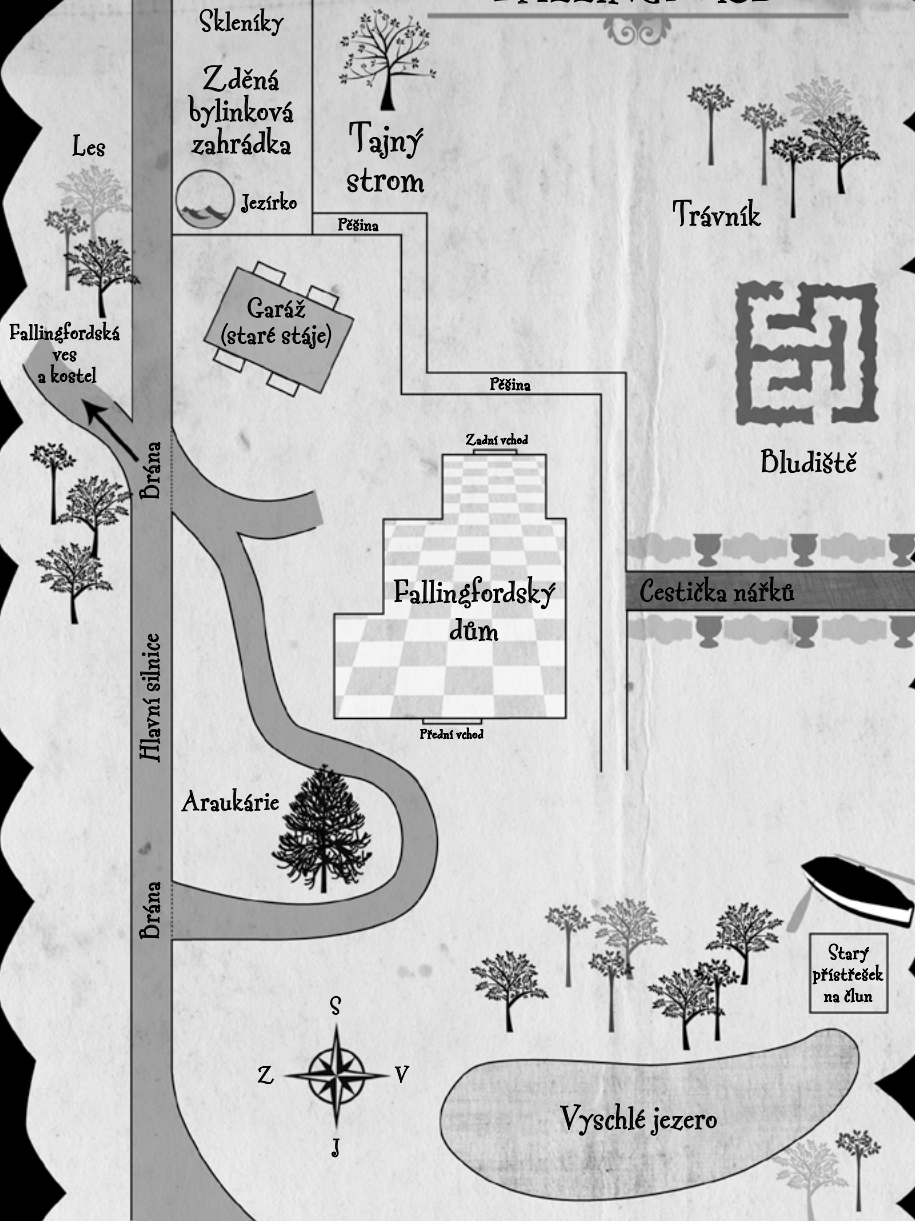 Skleníky
Zděná
bylinková
zahrádka
Jezírko
Tajný
strom
Les
Trávník
Pěšina
Garáž
(staré stáje)
Fallingfordská
ves
a kostel
Pěšina
Brána
Zadní vchod
Bludiště
Fallingfordský
dům
Cestička nářků
Hlavní silnice
Přední vchod
Araukárie
Brána
Starý
přístřešek
na člun
S
Z
V
J
Vyschlé jezero